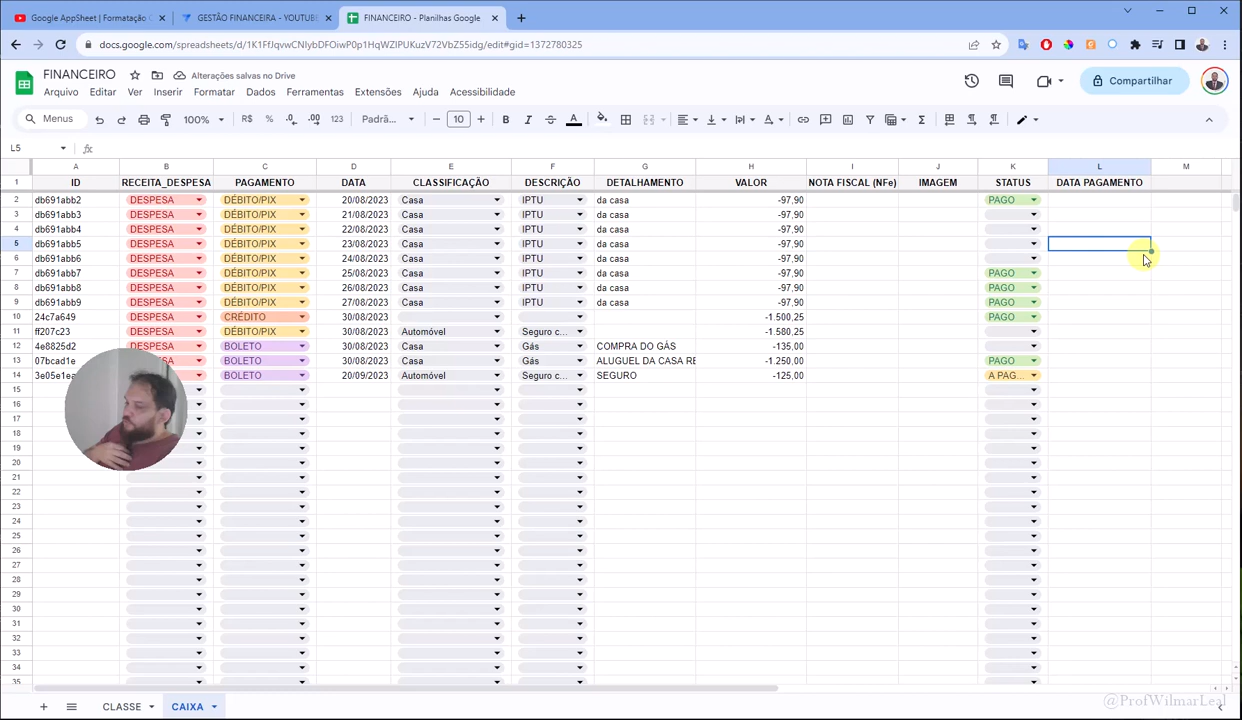 Google AppSheet | Formatação C
GESTÃO FINANCEIRA - YOUTUBE
FINANCEIRO - Planilhas Google
docs.google.com/spreadsheets/d/1K1FfJqvwCNIybDFOiwP0p1HqWZIPUKuzV72VbZ55idg/edit#gid=1372780325
FINANCEIRO
Alterações salvas no Drive
Arquivo Editar Ver Inserir Formatar Dados Ferramentas Extensões Ajuda Acessibilidade
Compartilhar
Menus 100% R$ % .0 .00 123 Padrã... 10 B I A
L5 fx
A B C D E F G H I J K L M
1 ID RECEITA_DESPESA PAGAMENTO DATA CLASSIFICAÇÃO DESCRIÇÃO DETALHAMENTO VALOR NOTA FISCAL (NFe) IMAGEM STATUS DATA PAGAMENTO
2 db691abb2 DESPESA DÉBITO/PIX 20/08/2023 Casa IPTU da casa -97,90 PAGO
3 db691abb3 DESPESA DÉBITO/PIX 21/08/2023 Casa IPTU da casa -97,90
4 db691abb4 DESPESA DÉBITO/PIX 22/08/2023 Casa IPTU da casa -97,90
5 db691abb5 DESPESA DÉBITO/PIX 23/08/2023 Casa IPTU da casa -97,90
6 db691abb6 DESPESA DÉBITO/PIX 24/08/2023 Casa IPTU da casa -97,90
7 db691abb7 DESPESA DÉBITO/PIX 25/08/2023 Casa IPTU da casa -97,90 PAGO
8 db691abb8 DESPESA DÉBITO/PIX 26/08/2023 Casa IPTU da casa -97,90 PAGO
9 db691abb9 DESPESA DÉBITO/PIX 27/08/2023 Casa IPTU da casa -97,90 PAGO
10 24c7a649 DESPESA CRÉDITO 30/08/2023 -1.500,25 PAGO
11 ff207c23 DESPESA DÉBITO/PIX 30/08/2023 Automóvel Seguro c... -1.580,25
12 4e8825d2 DESPESA BOLETO 30/08/2023 Casa Gás COMPRA DO GÁS -135,00
13 07bcad1e DESPESA BOLETO 30/08/2023 Casa Gás ALUGUEL DA CASA RE -1.250,00 PAGO
14 3e05e1ea BOLETO 20/09/2023 Automóvel Seguro c... SEGURO -125,00 A PAG...
15
16
17
18
19
20
21
22
23
24
25
26
27
28
29
30
31
32
33
34
35
CLASSE CAIXA
@ProfWilmarLeal